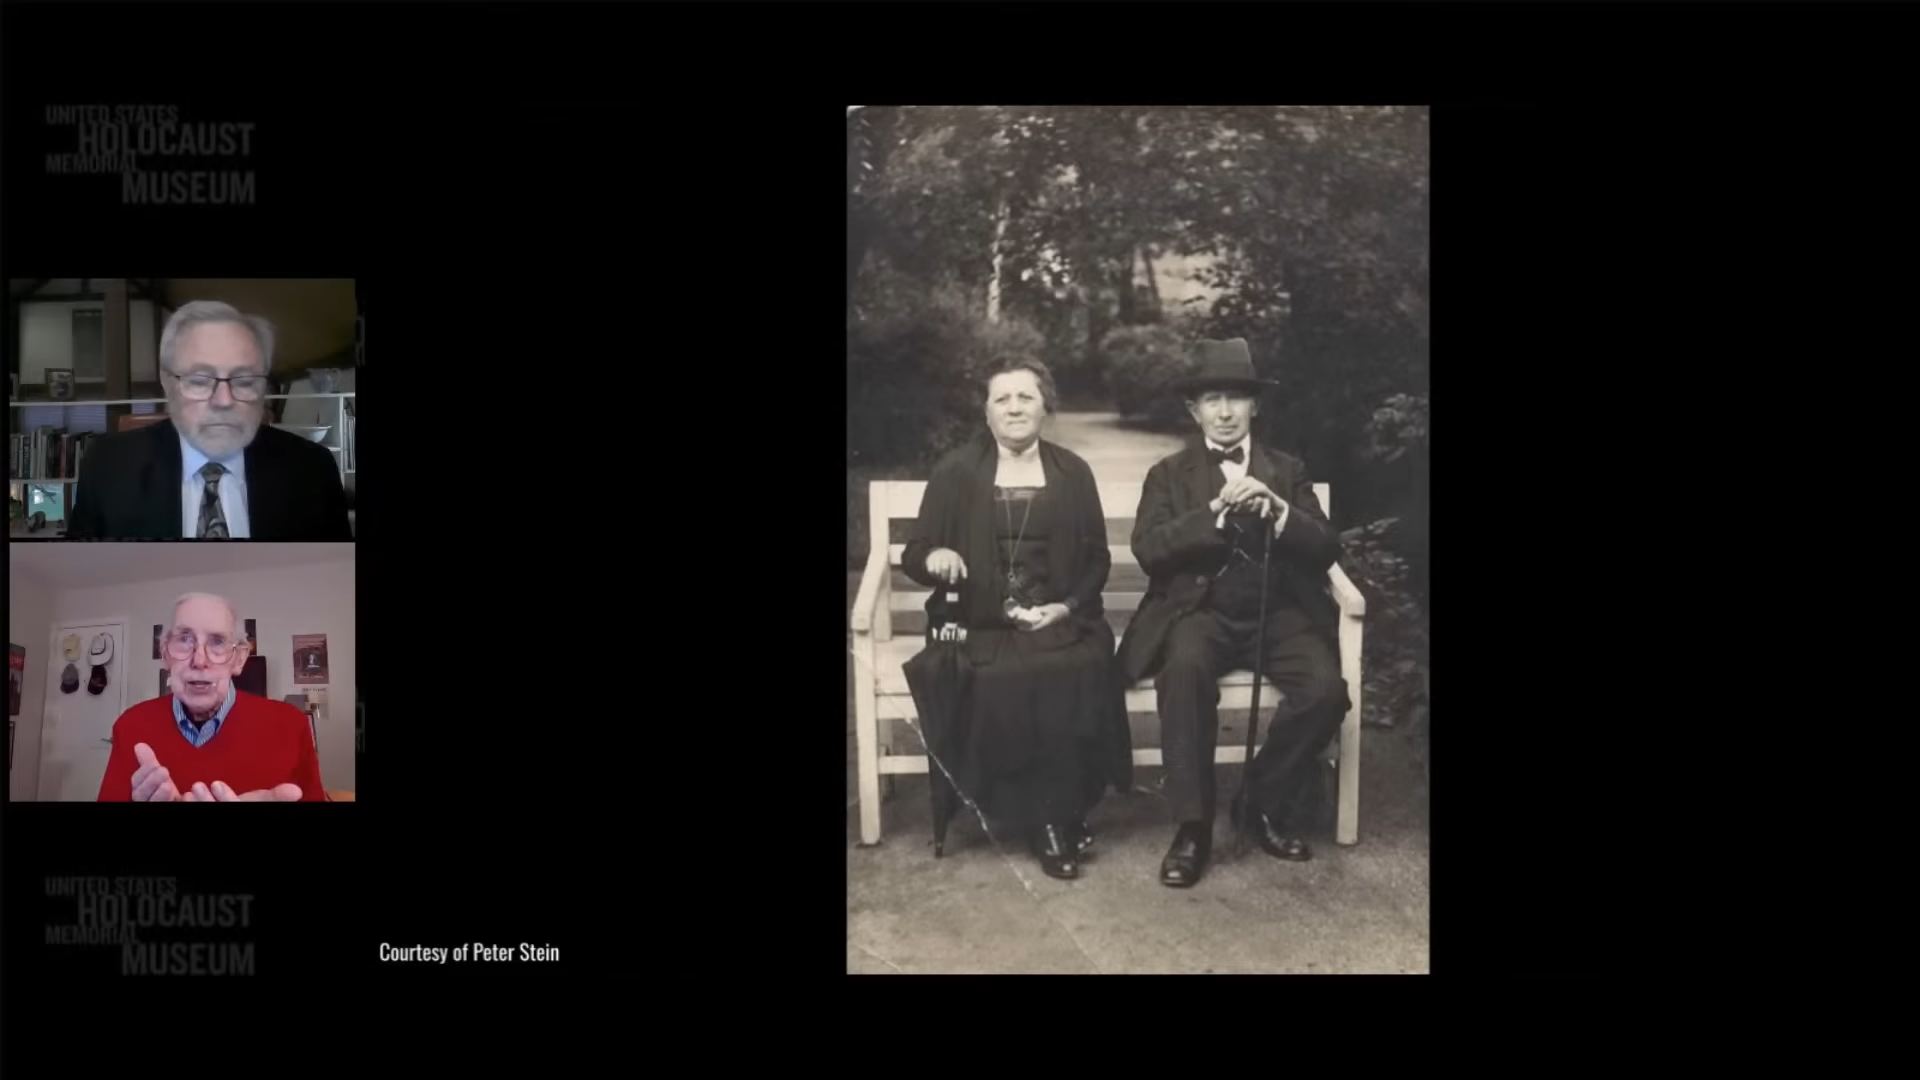 UNITED STATES
HOLOCAUST
MEMORIAL
MUSEUM
UNITED STATES
HOLOCAUST
MEMORIAL
MUSEUM
Courtesy of Peter Stein